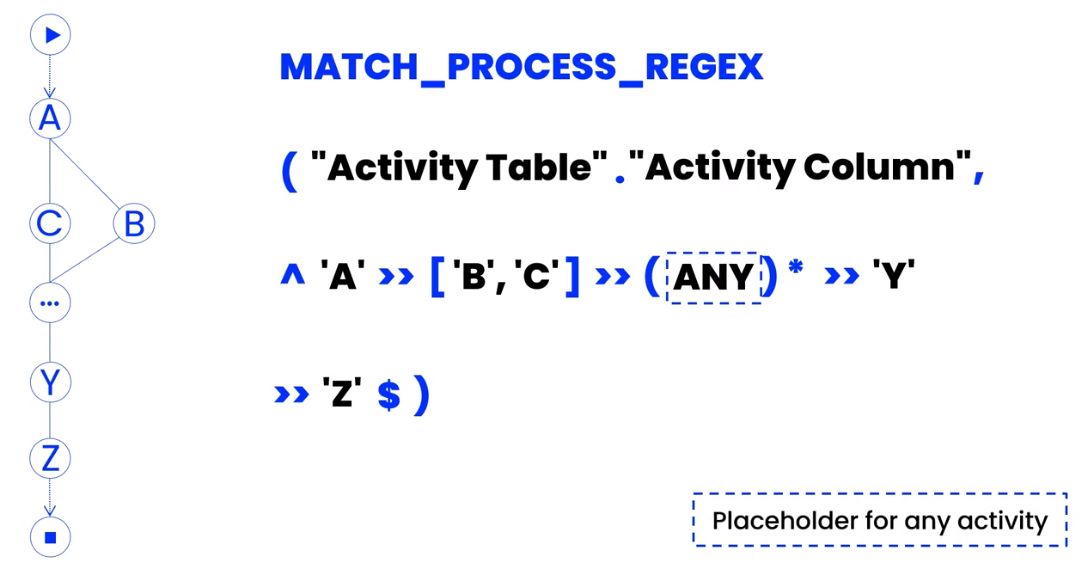 A
C
B
...
Y
Z
MATCH_PROCESS_REGEX
( "Activity Table" . "Activity Column" ,
^ 'A' >> [ 'B', 'C' ] >> ( ANY ) * >> 'Y'
>> 'Z' $ )
Placeholder for any activity